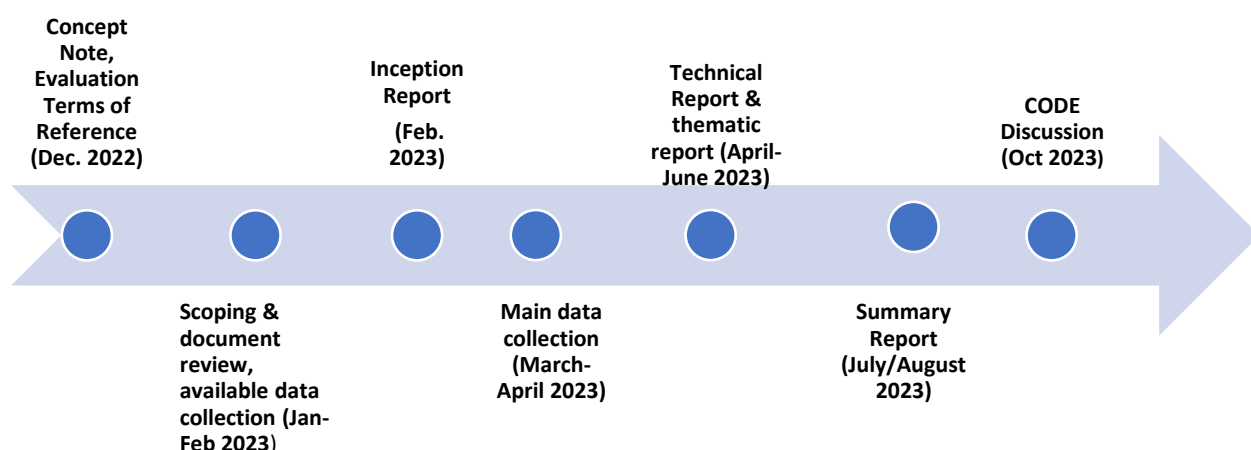 Concept
Note,
Evaluation
Terms of
Reference
(Dec. 2022)
Scoping &
document
review,
available data
collection (Jan-
Feb 2023)
Inception
Report
(Feb.
2023)
Main data
collection
(March-
April 2023)
Technical
Report &
thematic
report (April-
June 2023)
Summary
Report
(July/August
2023)
CODE
Discussion
(Oct 2023)